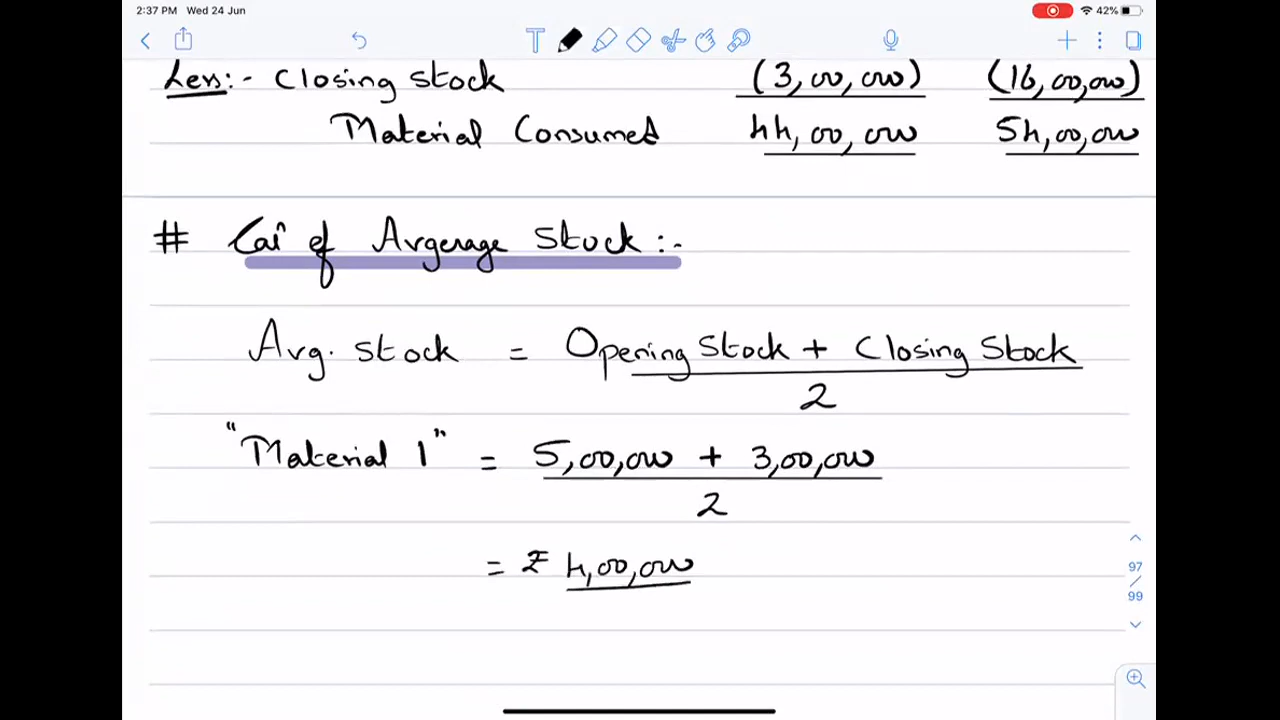 2:37 PM Wed 24 Jun 42%
Less:- Closing Stock (3,00,000) (16,00,000)
Material Consumed 44,00,000 54,00,000
# Caln of Argerage Stock :-
Avg. Stock = Opening Stock + Closing Stock
2
"Material 1" = 5,00,000 + 3,00,000
2
= ₹ 4,00,000
97
/
99